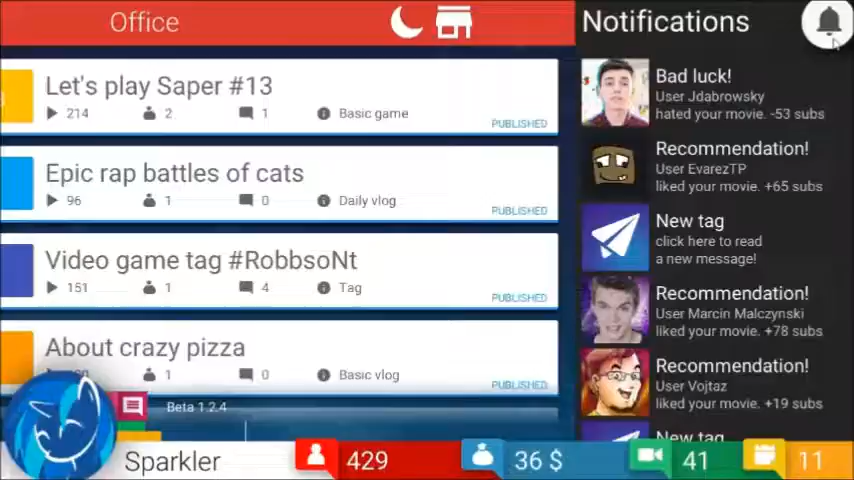 Office
Notifications
Let's play Saper #13
214 2 1 Basic game
PUBLISHED
Epic rap battles of cats
96 1 0 Daily vlog
PUBLISHED
Video game tag #RobbsoNt
151 1 4 Tag
PUBLISHED
About crazy pizza
1 0 Basic vlog
PUBLISHED
Bad luck!
User Jdąbrowsky
hated your movie. -53 subs
Recommendation!
User EvarezTP
liked your movie. +65 subs
New tag
click here to read
a new message!
Recommendation!
User Marcin Malczynski
liked your movie. +78 subs
Recommendation!
User Vojtaz
liked your movie. +19 subs
New tag
Beta 1.2.4
Sparkler
429
36 $
41
11